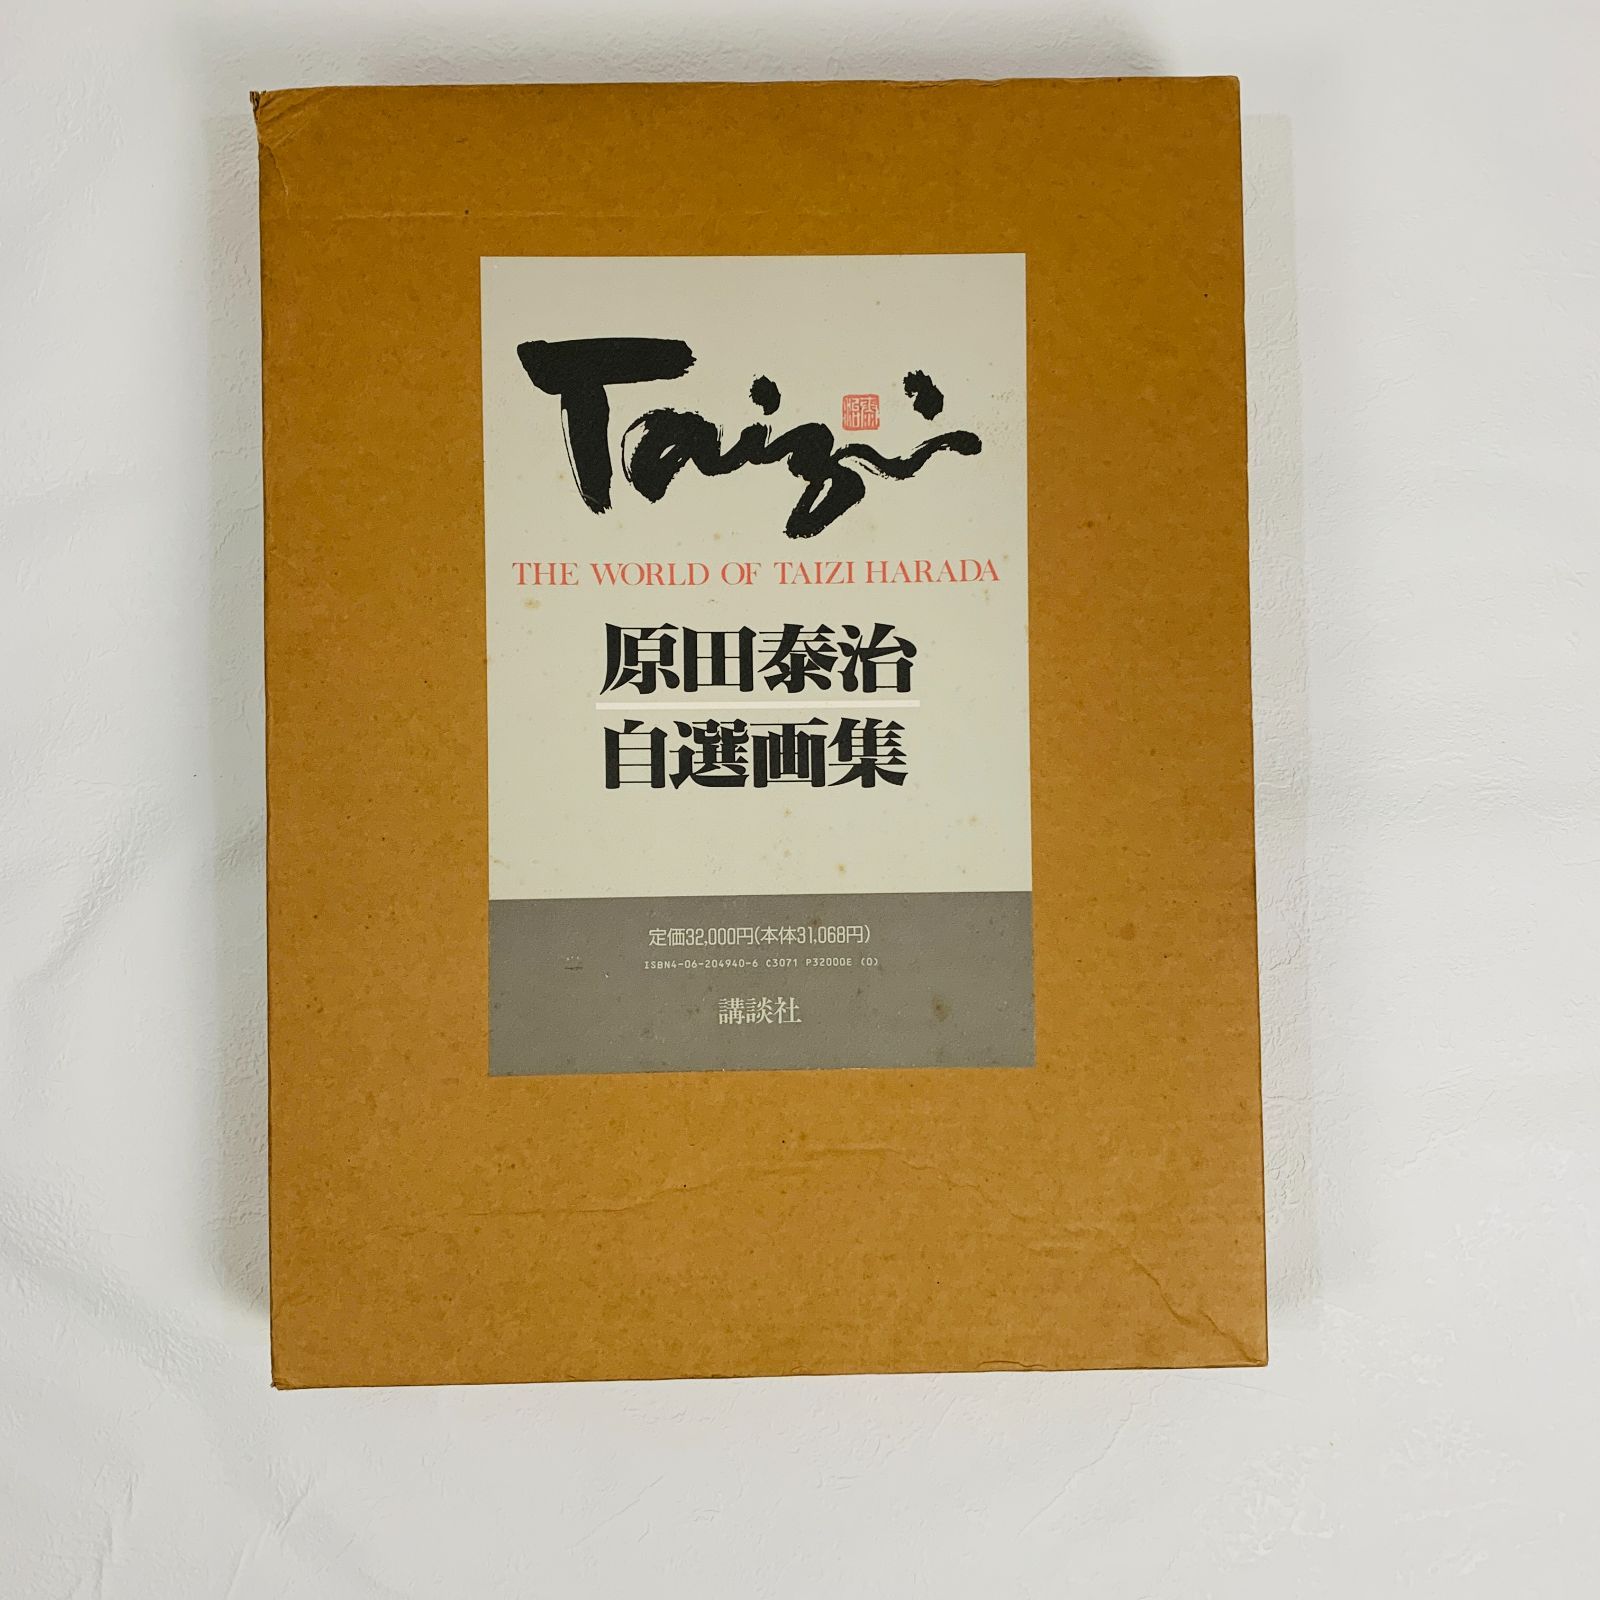 Taizi
泰治
THE WORLD OF TAIZI HARADA
原田泰治
自選画集
定価32,000円(本体31,068円)
ISBN4-06-204940-6 C3071 P32000E (0)
講談社